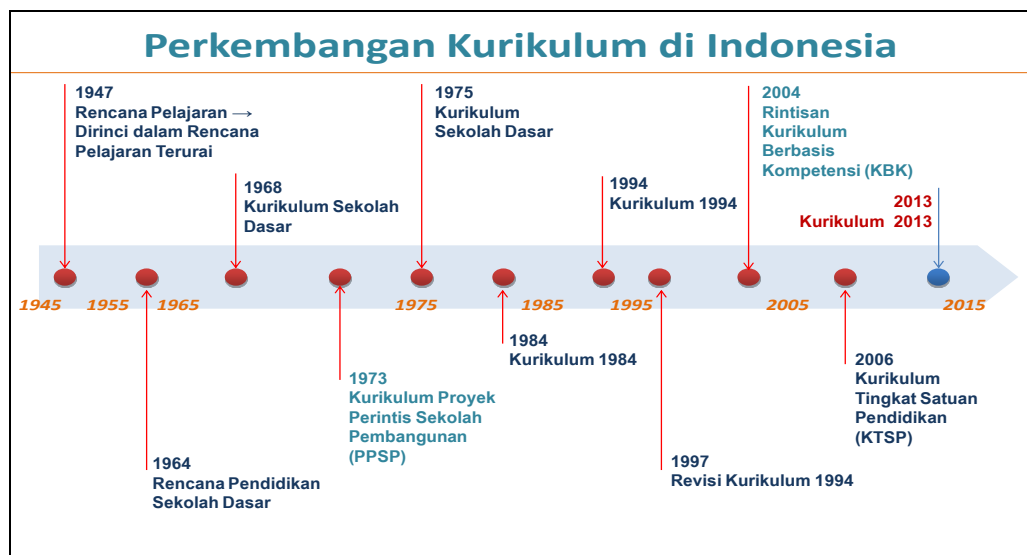 Perkembangan Kurikulum di Indonesia
1947
Rencana Pelajaran →
Dirinci dalam Rencana
Pelajaran Terurai
1975
Kurikulum
Sekolah Dasar
2004
Rintisan
Kurikulum
Berbasis
Kompetensi (KBK)
1968
Kurikulum Sekolah
Dasar
1994
Kurikulum 1994
2013
Kurikulum 2013
1945 1955 1965 1975 1985 1995 2005 2015
1964
Rencana Pendidikan
Sekolah Dasar
1973
Kurikulum Proyek
Perintis Sekolah
Pembangunan
(PPSP)
1984
Kurikulum 1984
1997
Revisi Kurikulum 1994
2006
Kurikulum
Tingkat Satuan
Pendidikan
(KTSP)